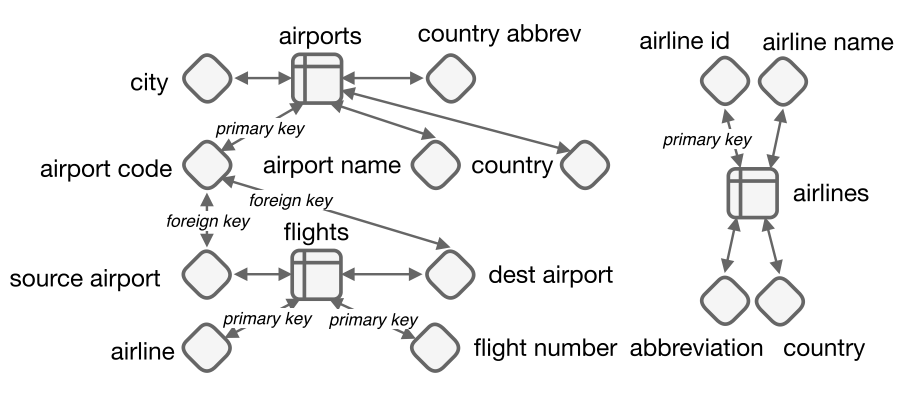 airports
country abbrev
airline id
airline name
city
primary key
primary key
airport code
airport name
country
foreign key
foreign key
airlines
flights
source airport
dest airport
primary key
primary key
airline
flight number
abbreviation
country